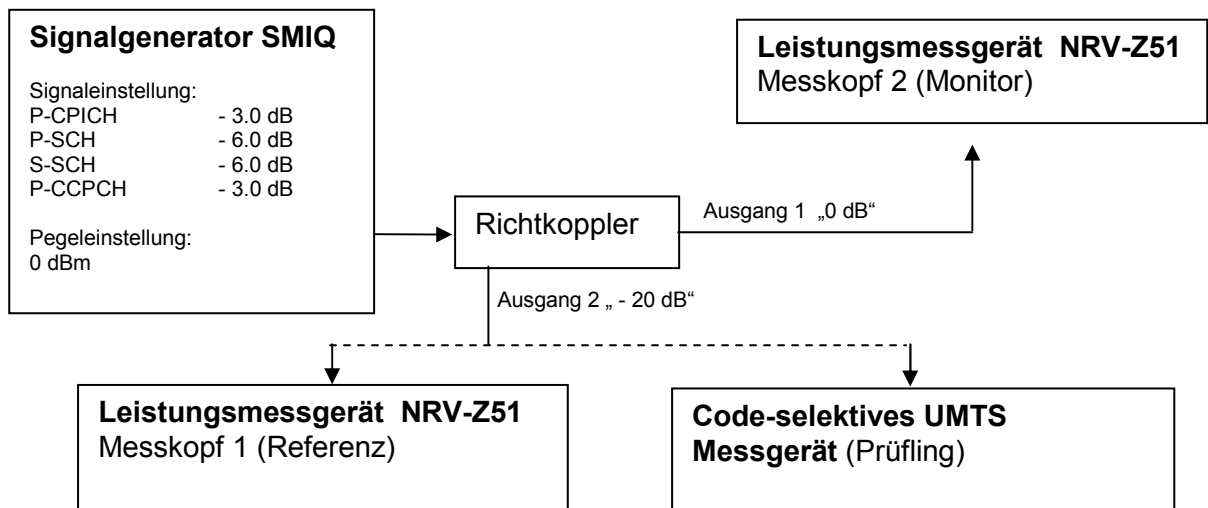 Signalgenerator SMIQ
Signaleinstellung:
P-CPICH - 3.0 dB
P-SCH - 6.0 dB
S-SCH - 6.0 dB
P-CCPCH - 3.0 dB
Pegeleinstellung:
0 dBm
Leistungsmessgerät NRV-Z51
Messkopf 2 (Monitor)
Richtkoppler
Ausgang 1 „0 dB“
Ausgang 2 „ - 20 dB“
Leistungsmessgerät NRV-Z51
Messkopf 1 (Referenz)
Code-selektives UMTS
Messgerät (Prüfling)